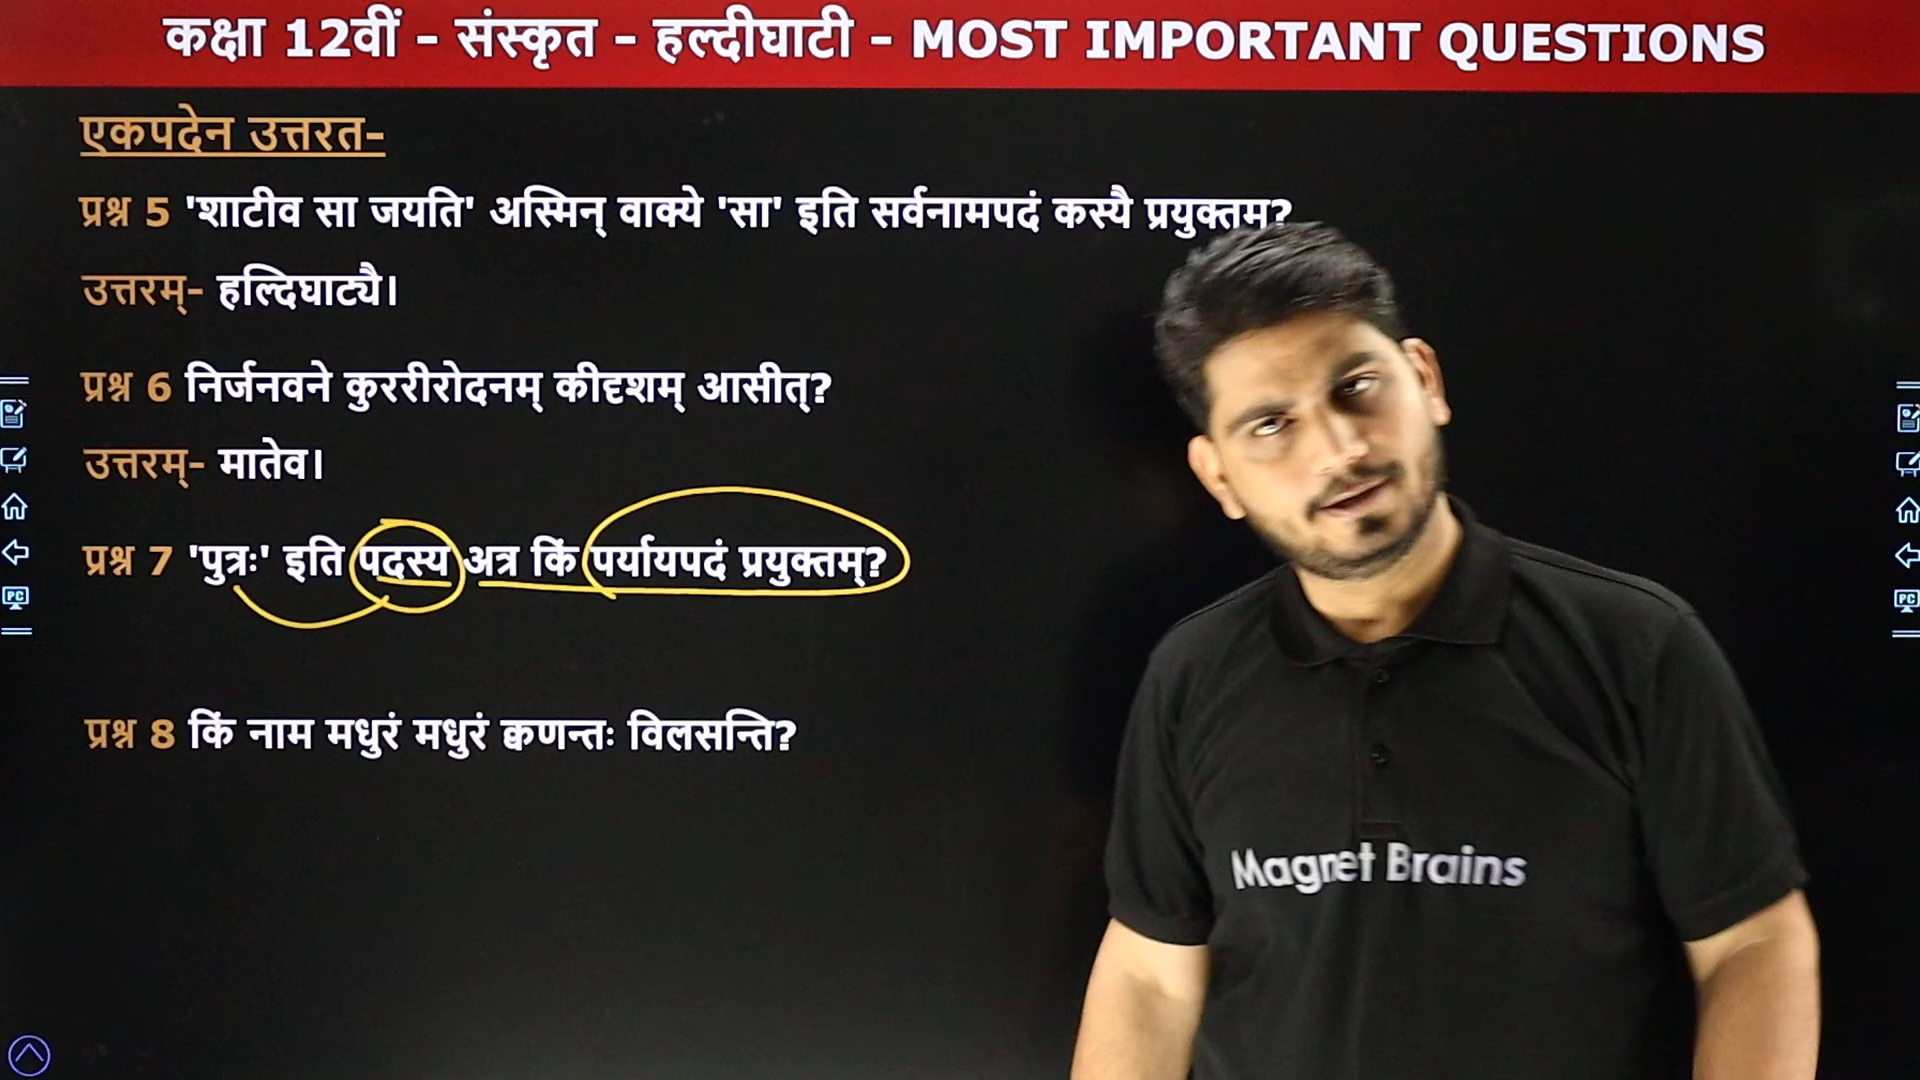 कक्षा 12वीं - संस्कृत - हल्दीघाटी - MOST IMPORTANT QUESTIONS
एकपदेन उत्तरत-
प्रश्न 5 'शाटीव सा जयति' अस्मिन् वाक्ये 'सा' इति सर्वनामपदं कस्यै प्रयुक्तम्?
उत्तरम्- हल्दिघाट्यै।
प्रश्न 6 निर्जनवने कुररीरोदनम् कीदृशम् आसीत्?
उत्तरम्- मातेव।
प्रश्न 7 'पुत्रः' इति पदस्य अत्र किं पर्यायपदं प्रयुक्तम्?
प्रश्न 8 किं नाम मधुरं मधुरं क्वणन्तः विलसन्ति?
Magnet Brains
PC
PC